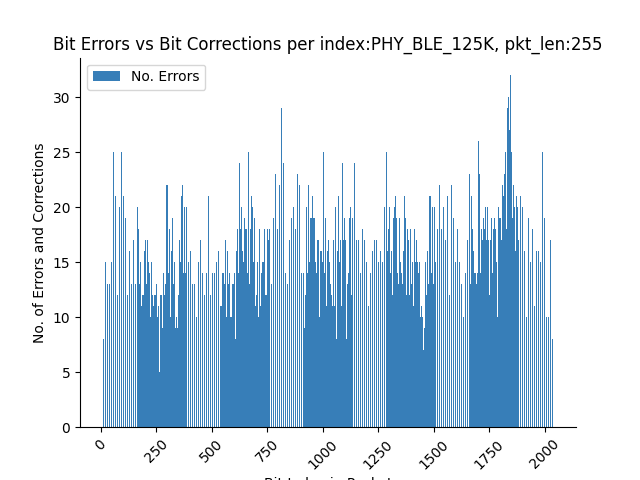 Bit Errors vs Bit Corrections per index:PHY_BLE_125K, pkt_len:255
No. Errors
No. of Errors and Corrections
30
25
20
15
10
5
0
0 250 500 750 1000 1250 1500 1750 2000